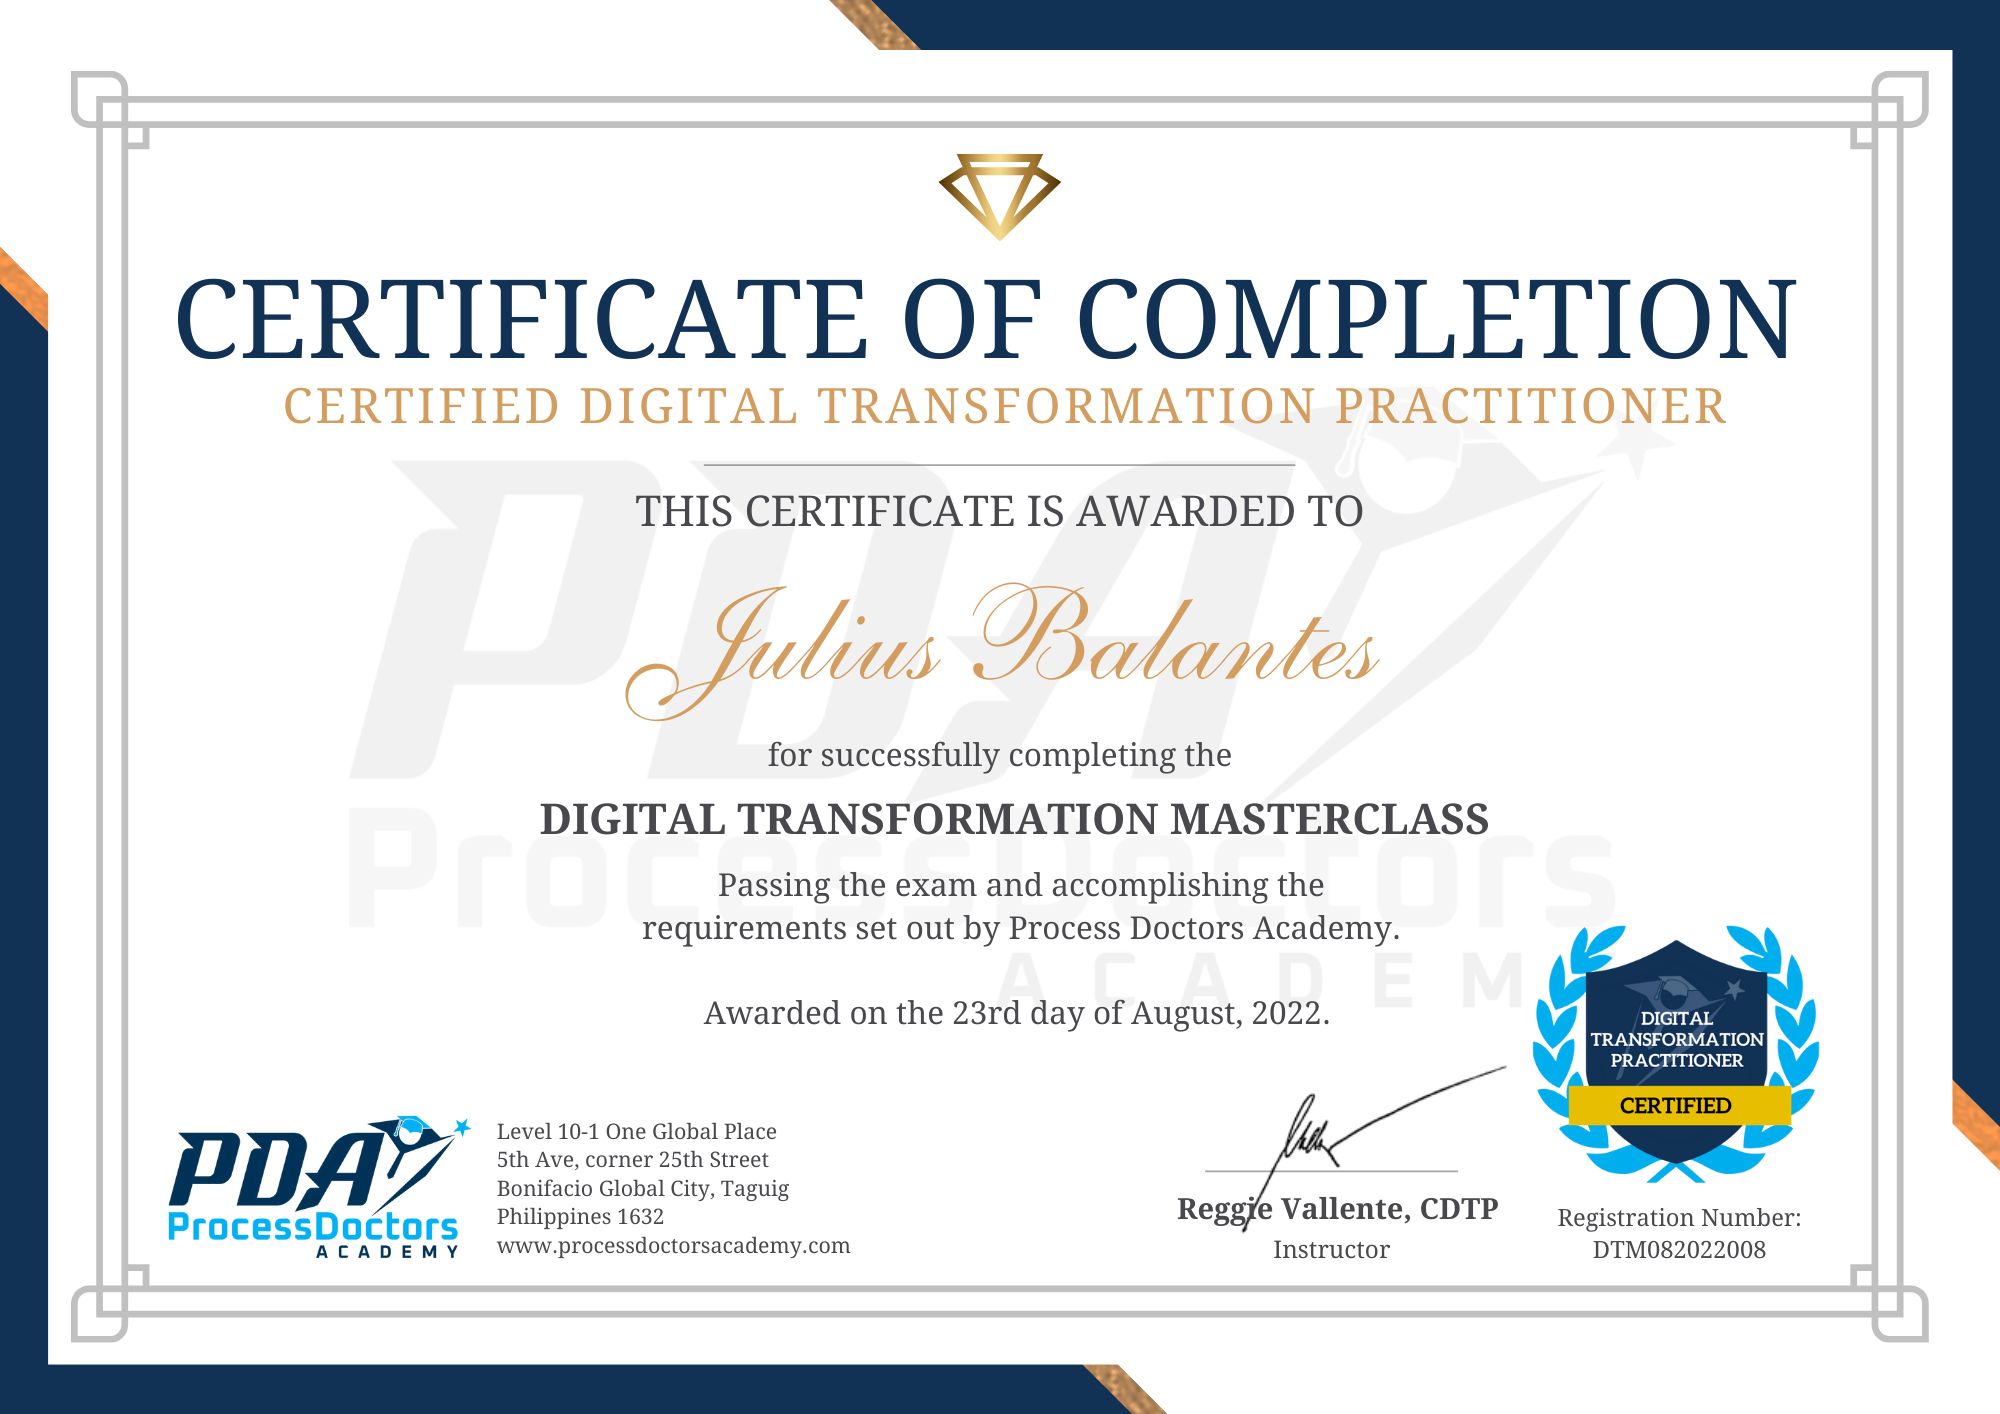 CERTIFICATE OF COMPLETION
CERTIFIED DIGITAL TRANSFORMATION PRACTITIONER
THIS CERTIFICATE IS AWARDED TO
Julius Balantes
for successfully completing the
DIGITAL TRANSFORMATION MASTERCLASS
Passing the exam and accomplishing the
requirements set out by Process Doctors Academy.
Awarded on the 23rd day of August, 2022.
PDA
ProcessDoctors
ACADEM
PDA
ProcessDoctors
ACADEMY
Level 10-1 One Global Place
5th Ave, corner 25th Street
Bonifacio Global City, Taguig
Philippines 1632
www.processdoctorsacademy.com
Reggie Vallente, CDTP
Instructor
DIGITAL
TRANSFORMATION
PRACTITIONER
CERTIFIED
Registration Number:
DTM082022008